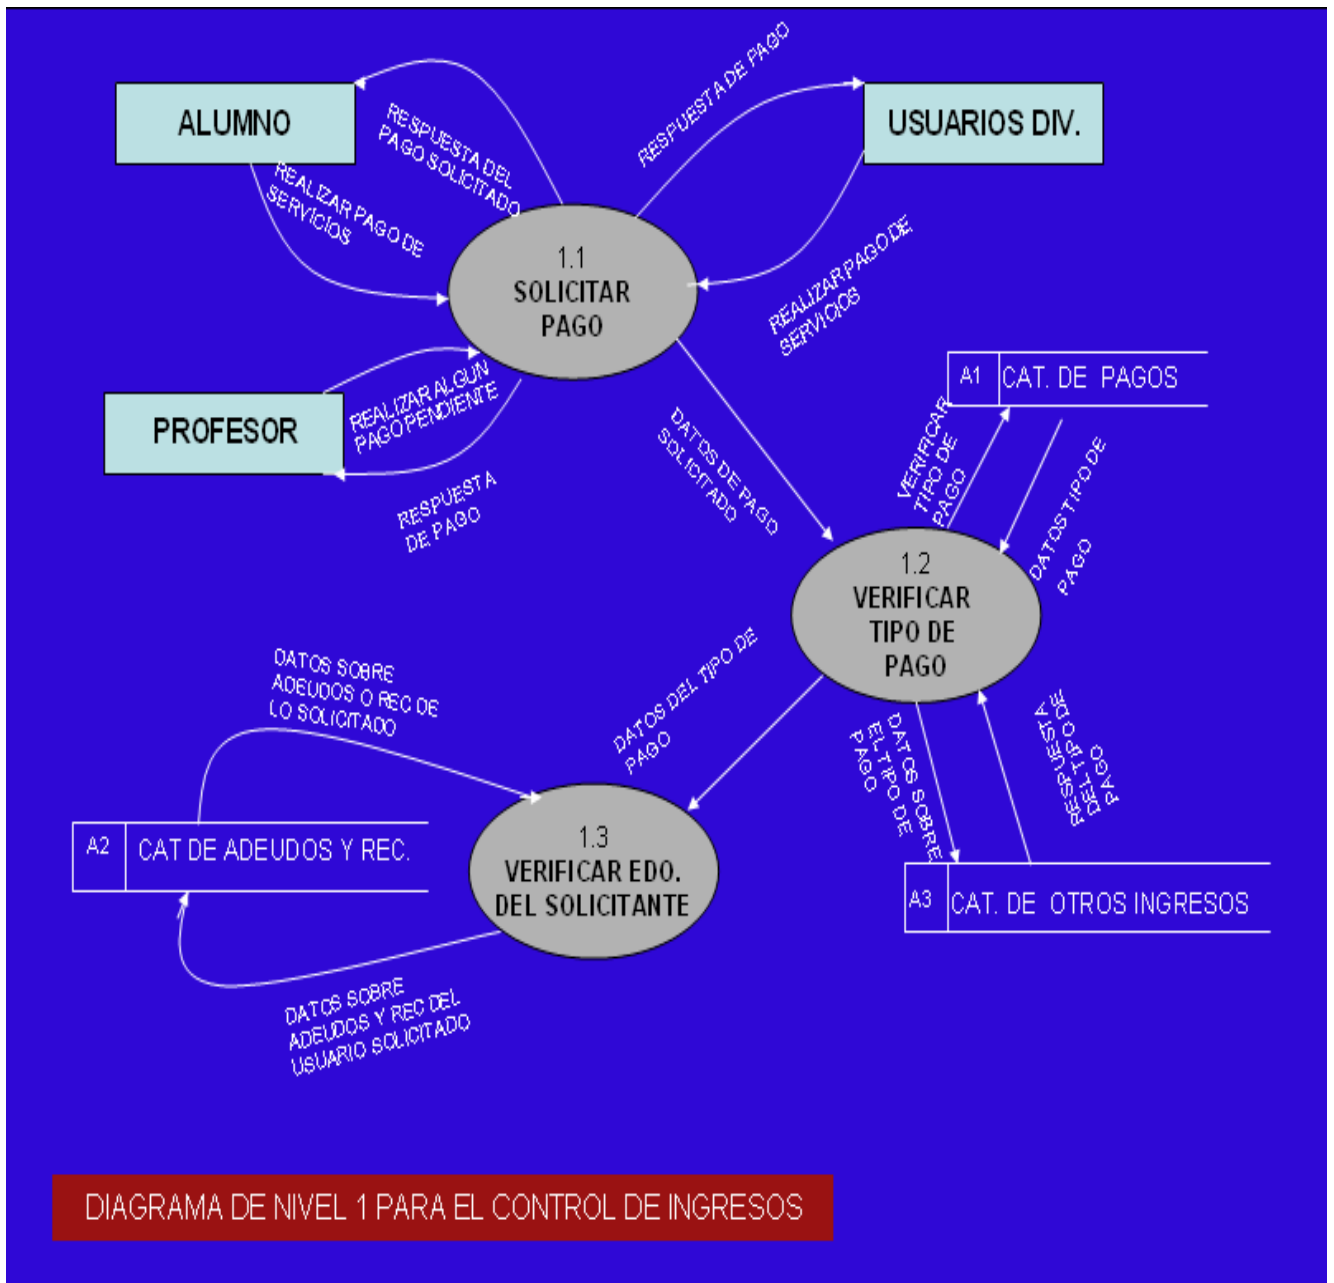 ALUMNO
RESPUESTA DEL
PAGO SOLICITADO
REALIZAR PAGO DE
SERVICIOS
RESPUESTA DE PAGO
USUARIOS DIV.
REALIZAR PAGO DE
SERVICIOS
1.1
SOLICITAR
PAGO
PROFESOR
REALIZAR ALGUN
PAGO PENDIENTE
RESPUESTA
DE PAGO
DATOS DE PAGO
SOLICITADO
A1
CAT. DE PAGOS
VERIFICAR
TIPO DE
PAGO
DATOS TIPO DE
PAGO
1.2
VERIFICAR
TIPO DE
PAGO
DATOS DEL TIPO DE
PAGO
DATOS SOBRE
EL TIPO DE
PAGO
RESPUESTA
DEL TIPO DE
PAGO
DATOS SOBRE
ADEUDOS O REC DE
LO SOLICITADO
A2
CAT DE ADEUDOS Y REC.
1.3
VERIFICAR EDO.
DEL SOLICITANTE
A3
CAT. DE OTROS INGRESOS
DATOS SOBRE
ADEUDOS Y REC DEL
USUARIO SOLICITADO
DIAGRAMA DE NIVEL 1 PARA EL CONTROL DE INGRESOS